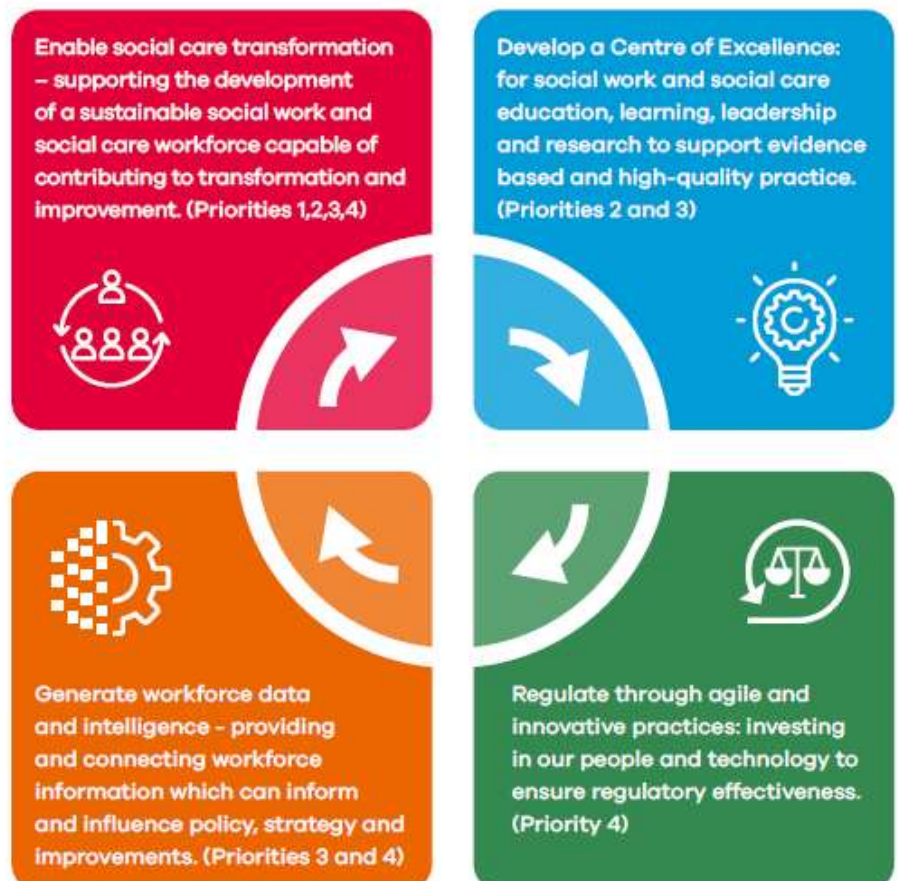 Enable social care transformation
– supporting the development
of a sustainable social work and
social care workforce capable of
contributing to transformation and
improvement. (Priorities 1,2,3,4)
Develop a Centre of Excellence:
for social work and social care
education, learning, leadership
and research to support evidence
based and high-quality practice.
(Priorities 2 and 3)
Generate workforce data
and intelligence - providing
and connecting workforce
information which can inform
and influence policy, strategy and
improvements. (Priorities 3 and 4)
Regulate through agile and
innovative practices: investing
in our people and technology to
ensure regulatory effectiveness.
(Priority 4)